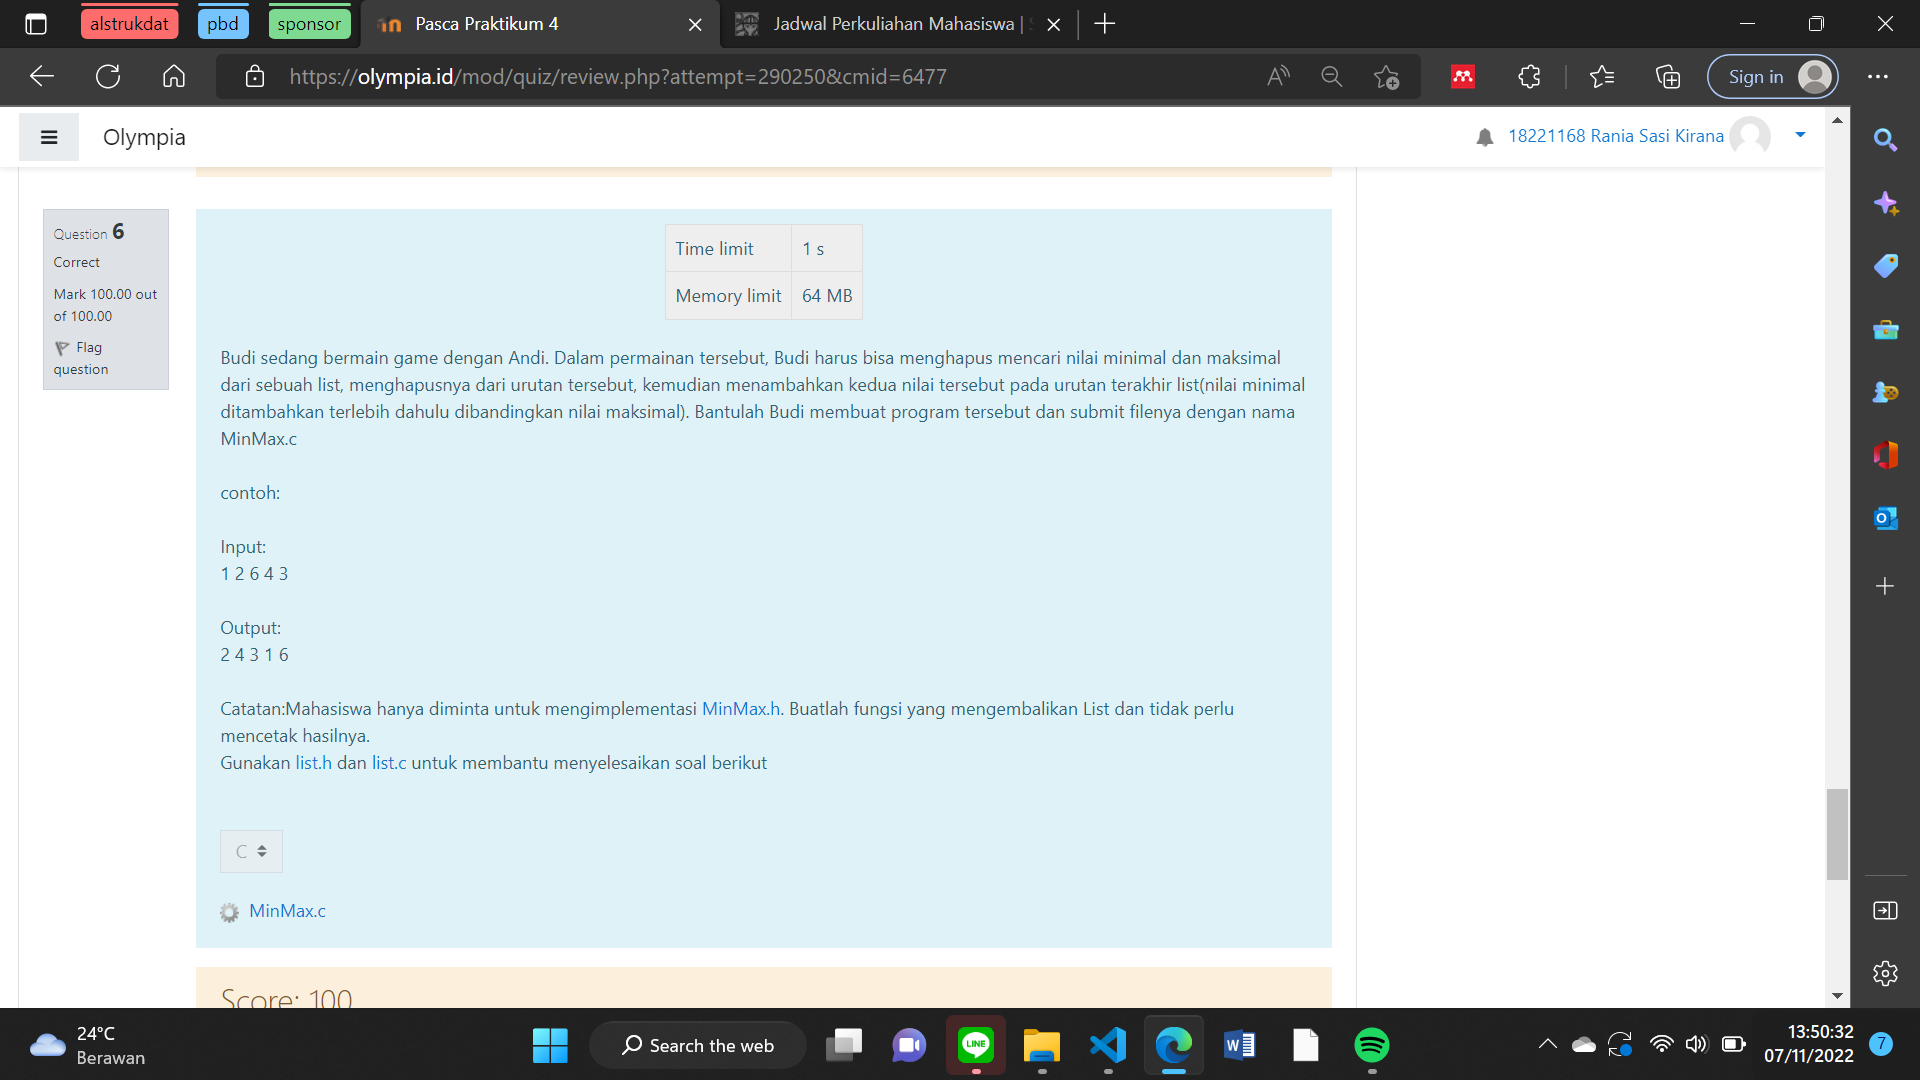 alstrukdat
pbd
sponsor
Pasca Praktikum 4
Jadwal Perkuliahan Mahasiswa |
https://olympia.id/mod/quiz/review.php?attempt=290250&cmid=6477
Sign in
Olympia
18221168 Rania Sasi Kirana
Question 6
Correct
Mark 100.00 out
of 100.00
Flag
question
Time limit 1 s
Memory limit 64 MB
Budi sedang bermain game dengan Andi. Dalam permainan tersebut, Budi harus bisa menghapus mencari nilai minimal dan maksimal
dari sebuah list, menghapusnya dari urutan tersebut, kemudian menambahkan kedua nilai tersebut pada urutan terakhir list(nilai minimal
ditambahkan terlebih dahulu dibandingkan nilai maksimal). Bantulah Budi membuat program tersebut dan submit filenya dengan nama
MinMax.c
contoh:
Input:
1 2 6 4 3
Output:
2 4 3 1 6
Catatan:Mahasiswa hanya diminta untuk mengimplementasi MinMax.h. Buatlah fungsi yang mengembalikan List dan tidak perlu
mencetak hasilnya.
Gunakan list.h dan list.c untuk membantu menyelesaikan soal berikut
C
MinMax.c
Score: 100
24°C
Berawan
Search the web
LINE
13:50:32
07/11/2022
7